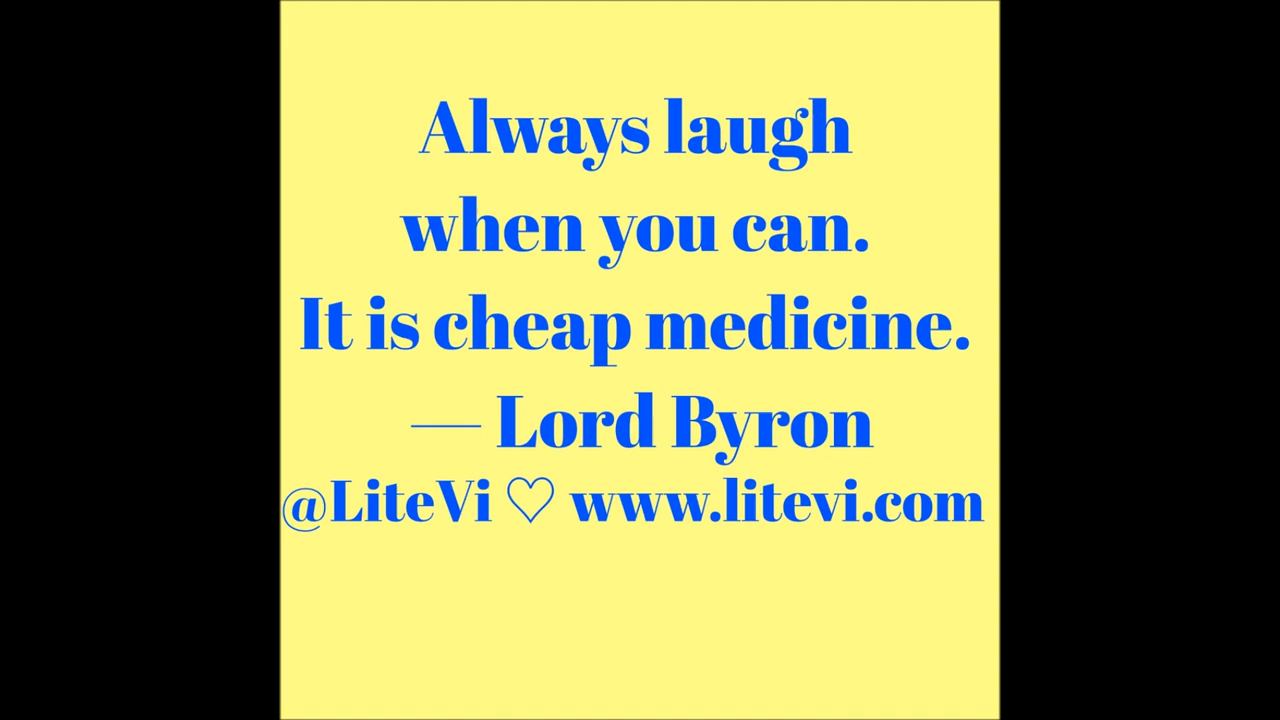 Always laugh
when you can.
It is cheap medicine.
— Lord Byron
@LiteVi ♡ www.litevi.com